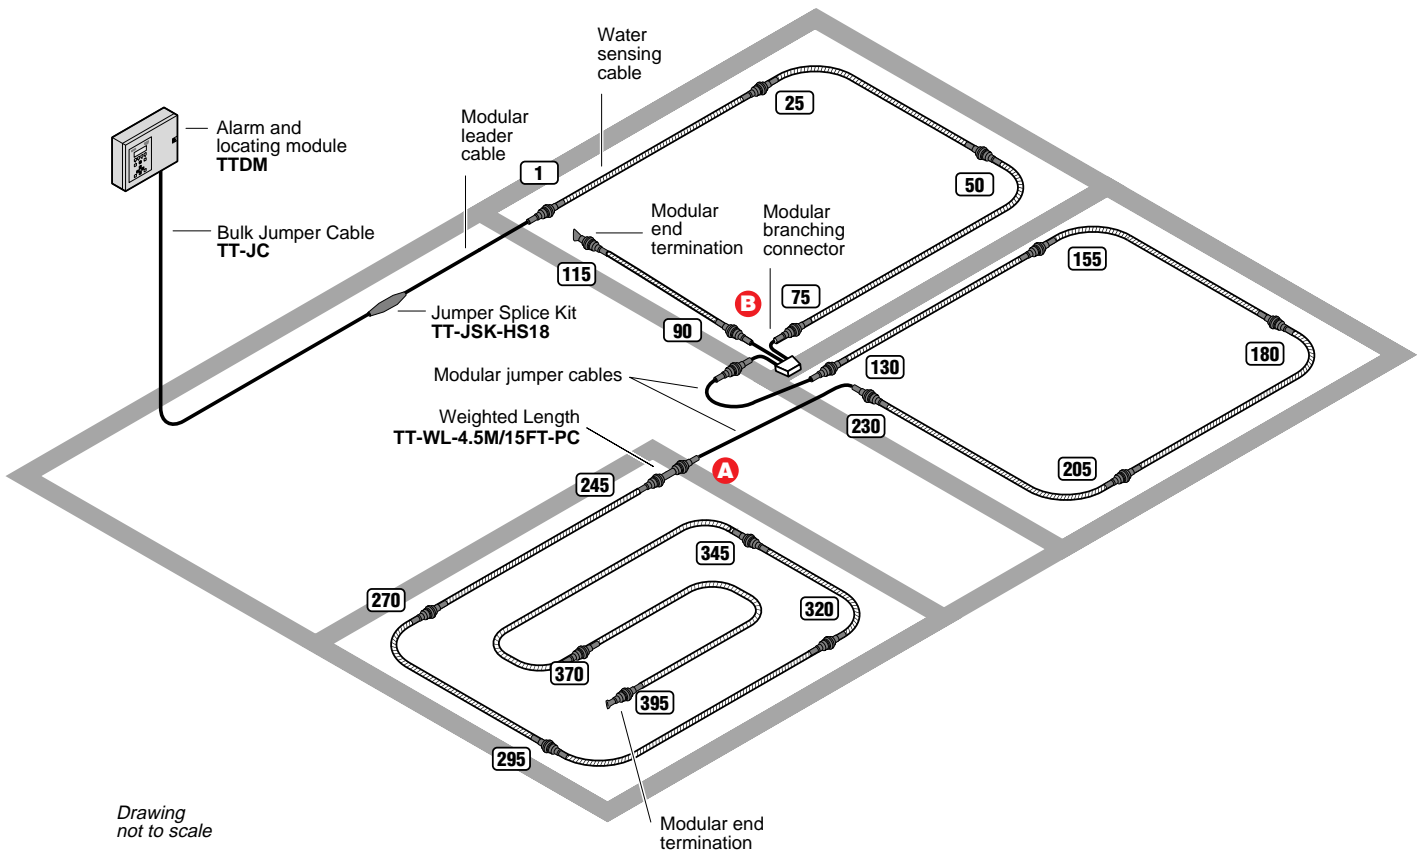 Water
sensing
cable
25
Modular
leader
cable
Alarm and
locating module
TTDM
1
50
Bulk Jumper Cable
TT-JC
Modular
end
termination
Modular
branching
connector
115
155
B
75
Jumper Splice Kit
TT-JSK-HS18
90
180
Modular jumper cables
130
Weighted Length
TT-WL-4.5M/15FT-PC
230
A
245
205
345
270
320
370
395
295
Drawing
not to scale
Modular end
termination